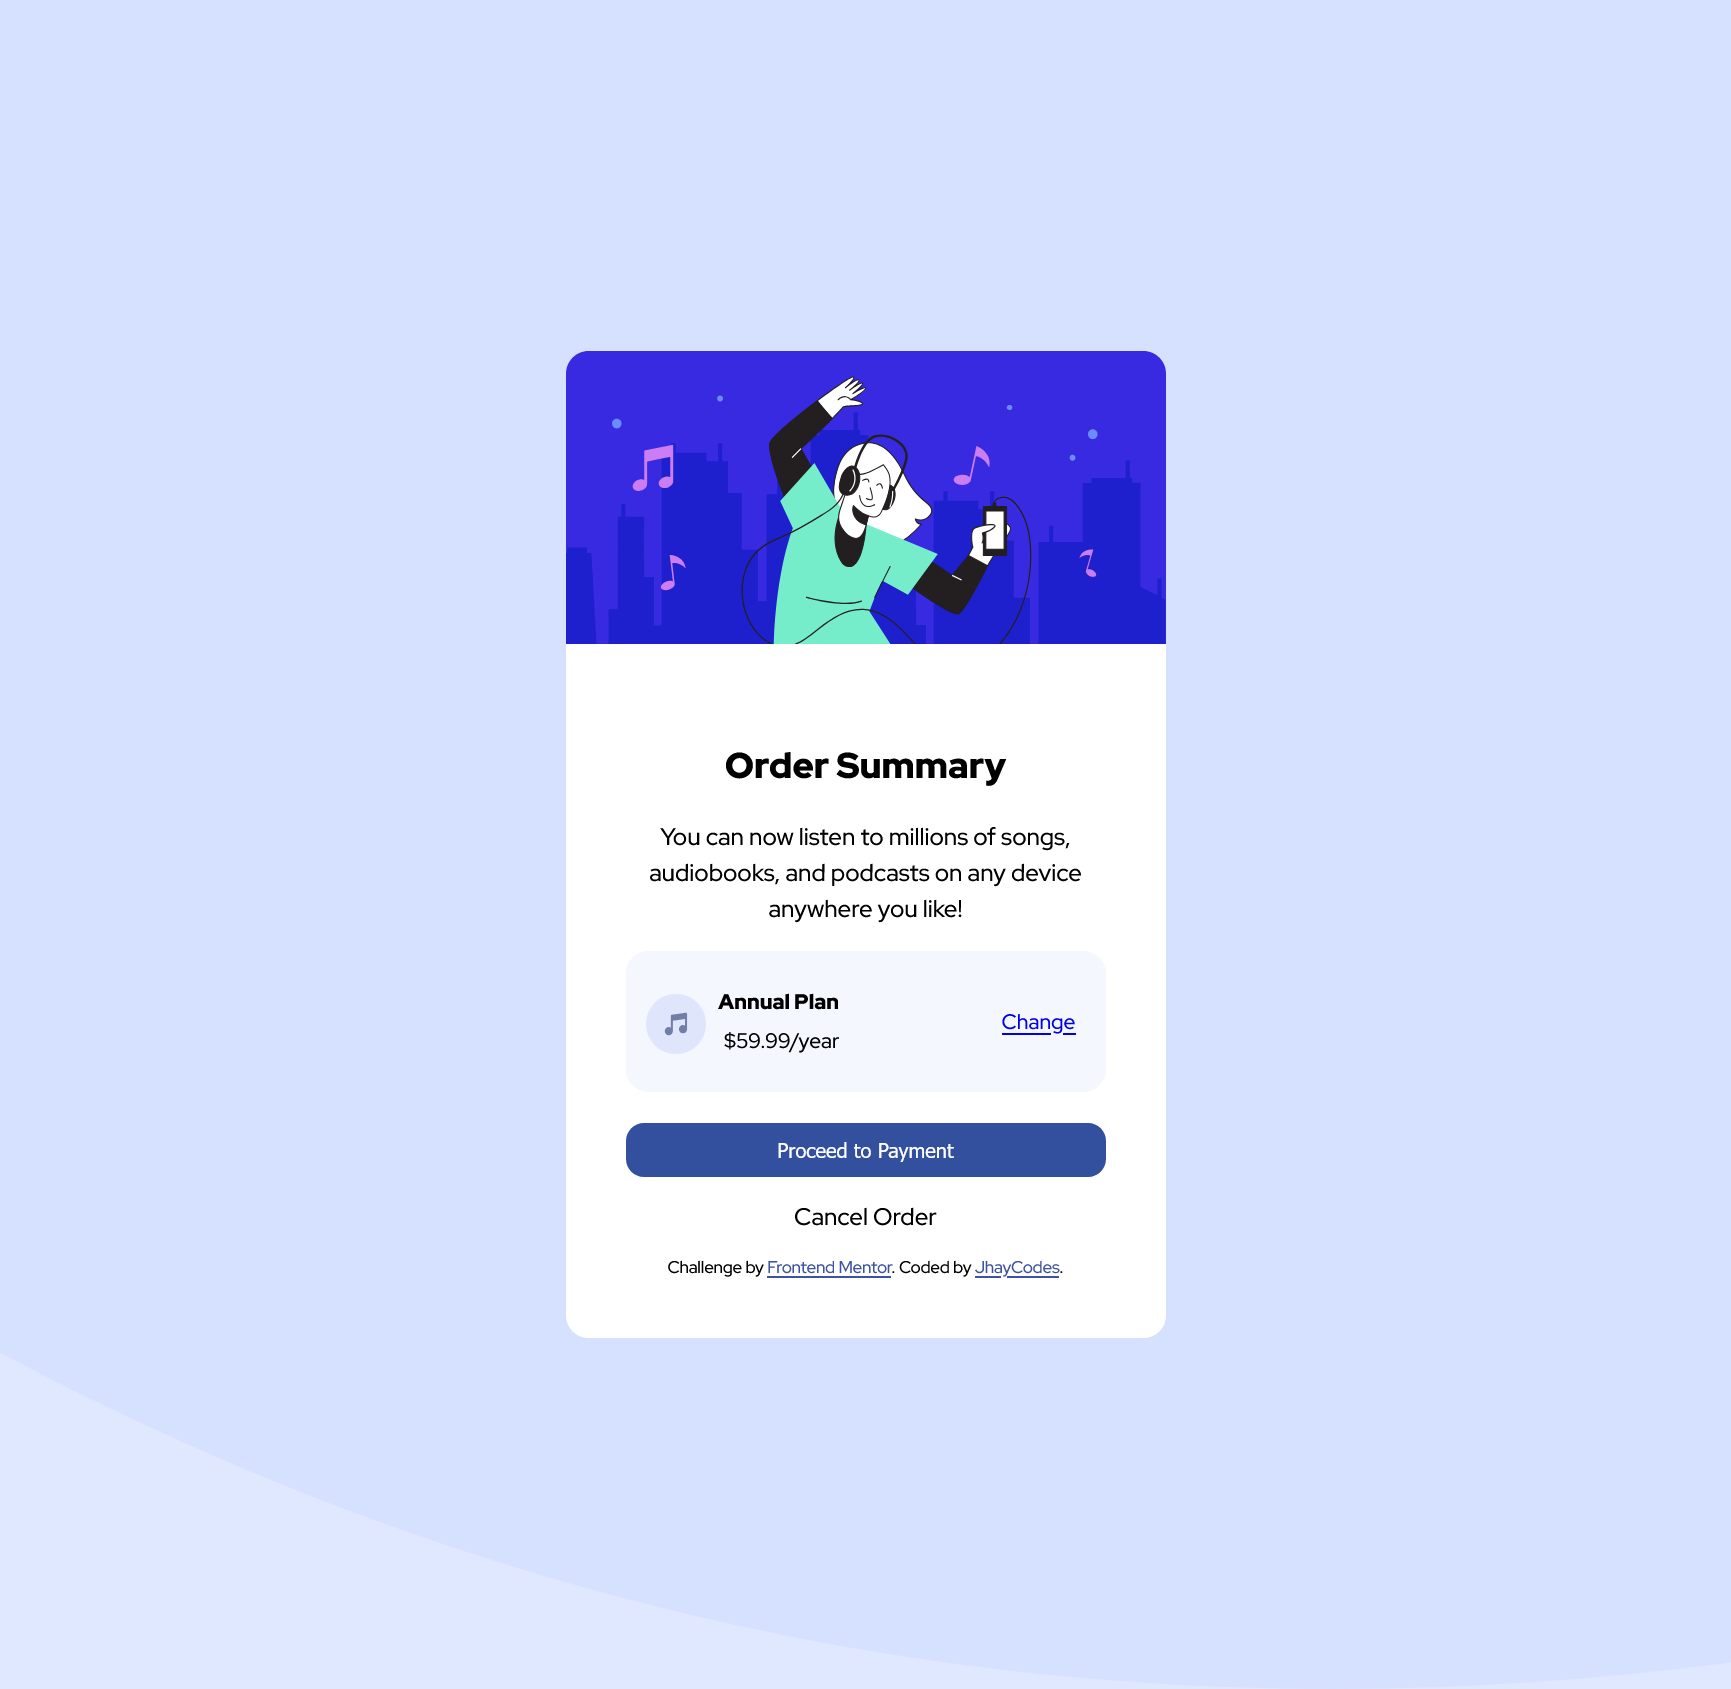 Order Summary
You can now listen to millions of songs,
audiobooks, and podcasts on any device
anywhere you like!
Annual Plan
$59.99/year
Change
Proceed to Payment
Cancel Order
Challenge by Frontend Mentor. Coded by JhayCodes.